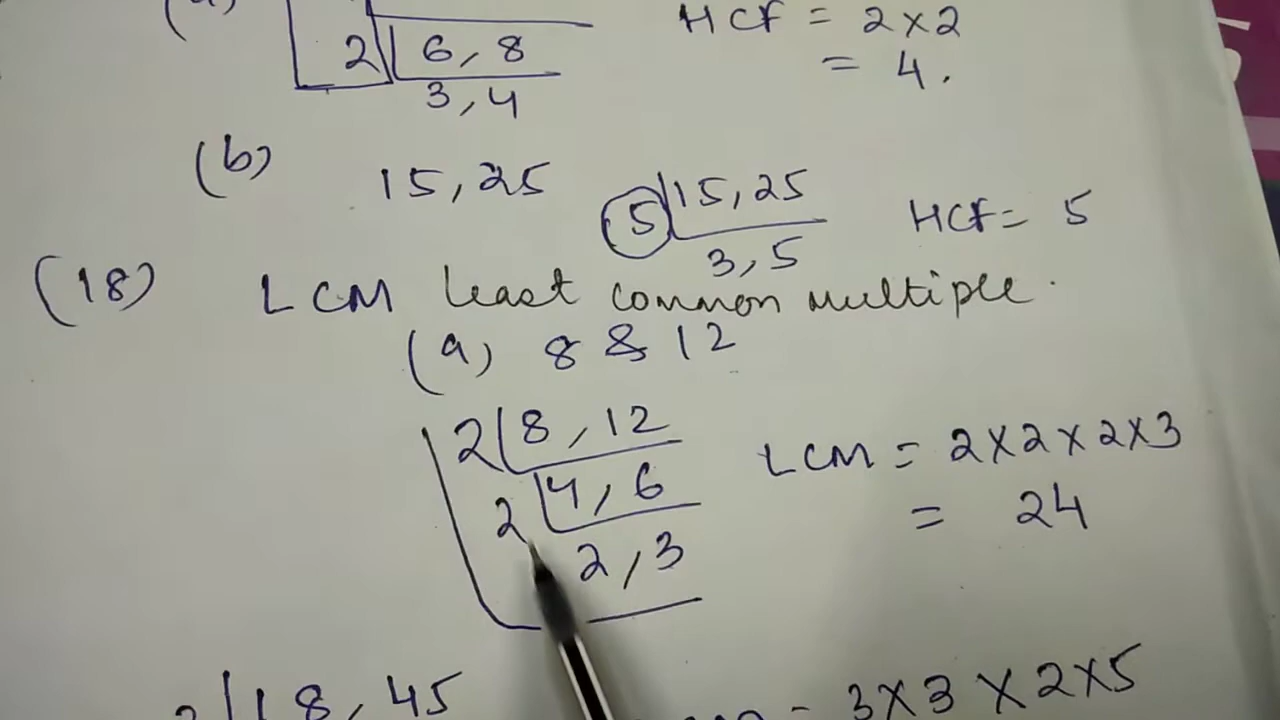 (a)
HCF = 2 × 2
2 6, 8
= 4.
3, 4
(b) 15, 25
5 15, 25
HCF = 5
3, 5
(18) LCM least common multiple.
(a) 8 & 12
2 8, 12
LCM = 2 × 2 × 2 × 3
2 4, 6
= 24
2, 3
18, 45
3 × 3 × 2 × 5